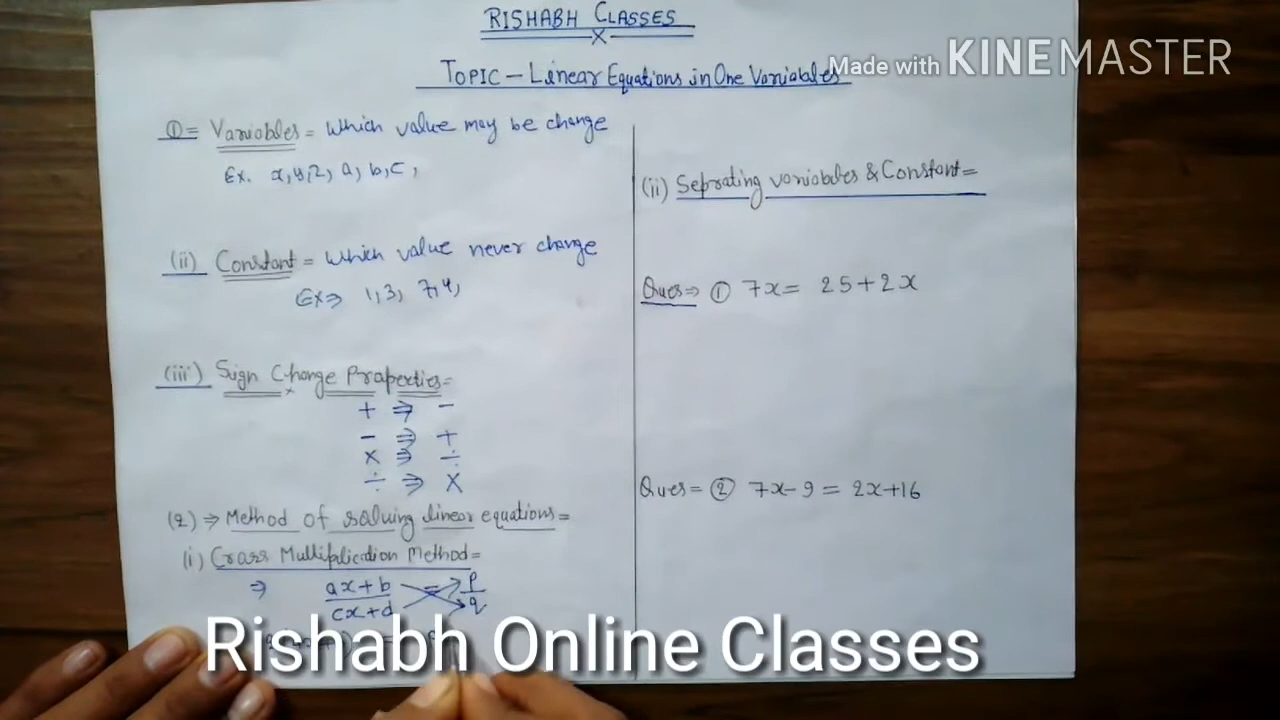 RISHABH CLASSES
Made with KINEMASTER
TOPIC - Linear Equations in One Variables
①= Variables = Which value may be change
Ex. x, y, z, a, b, c,
(ii) Constant = Which value never change
Ex⇒ 1, 3, 7, 4,
(iii) Sign Change Properties=
+ ⇒ -
- ⇒ +
× ⇒ ÷
÷ ⇒ ×
(2) ⇒ Method of solving linear equations=
(i) Cross Multiplication Method=
⇒ ax+b = p
cx+d q
(ii) Seprating variables & Constant=
Ques⇒ ① 7x= 25+2x
Ques = ② 7x-9 = 2x+16
Rishabh Online Classes